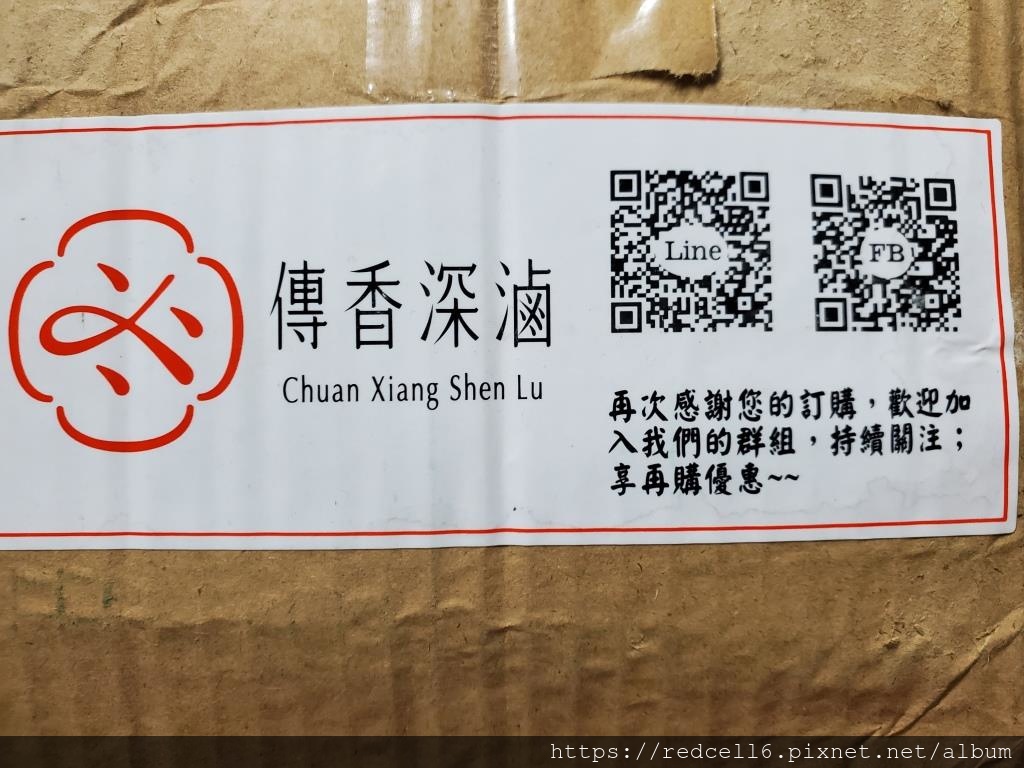 傳香深滷
Chuan Xiang Shen Lu
Line
FB
再次感謝您的訂購，歡迎加
入我們的群組，持續關注；
享再購優惠~~
https://redcell6.pixnet.net/album